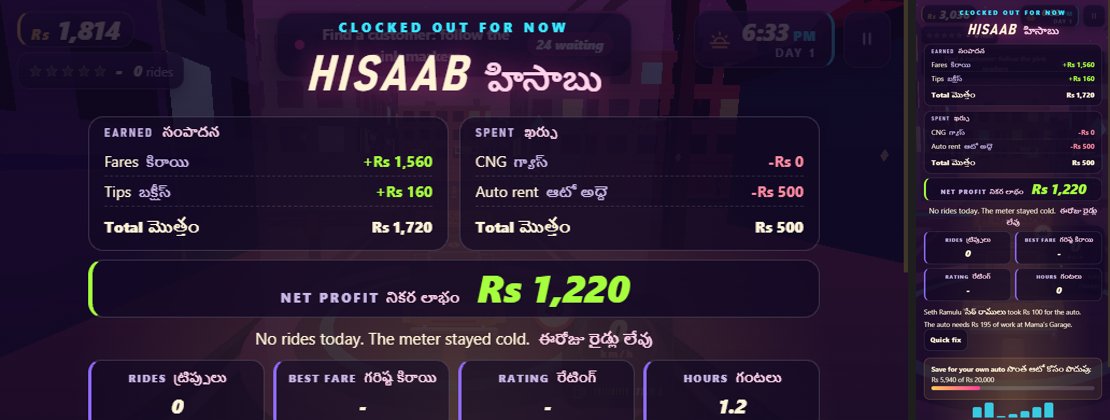 Rs 1,814
☆☆☆☆☆ - 0 rides
Find a customer: follow the
24 waiting
6:33 PM
DAY 1
CLOCKED OUT FOR NOW
HISAAB హిసాబు
EARNED సంపాదన
Fares కిరాయి +Rs 1,560
Tips బక్షీస్ +Rs 160
Total మొత్తం Rs 1,720
SPENT ఖర్చు
CNG గ్యాస్ -Rs 0
Auto rent ఆటో అద్దె -Rs 500
Total మొత్తం Rs 500
NET PROFIT నికర లాభం Rs 1,220
No rides today. The meter stayed cold. ఈరోజు రైడ్లు లేవు
RIDES ట్రిప్పులు
0
BEST FARE గరిష్ఠ కిరాయి
-
RATING రేటింగ్
-
HOURS గంటలు
1.2
DAY 1
CLOCKED OUT FOR NOW
HISAAB హిసాబు
EARNED సంపాదన
Fares కిరాయి +Rs 1,560
Tips బక్షీస్ +Rs 160
Total మొత్తం Rs 1,720
SPENT ఖర్చు
CNG గ్యాస్ -Rs 0
Auto rent ఆటో అద్దె -Rs 500
Total మొత్తం Rs 500
NET PROFIT నికర లాభం Rs 1,220
No rides today. The meter stayed cold. ఈరోజు రైడ్లు
లేవు
RIDES ట్రిప్పులు
0
BEST FARE గరిష్ఠ కిరాయి
-
RATING రేటింగ్
-
HOURS గంటలు
0
Seth Ramulu సేఠ్ రాములు took Rs 100 for the auto.
The auto needs Rs 195 of work at Mama's Garage.
Quick fix
Save for your own auto సొంత ఆటో కోసం పొదుపు:
Rs 5,940 of Rs 20,000